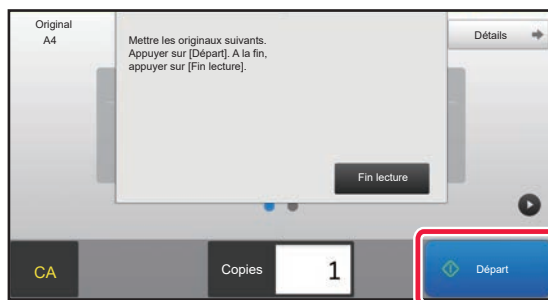 Original
A4
Détails
Mettre les originaux suivants.
Appuyer sur [Départ]. A la fin,
appuyer sur [Fin lecture].
Fin lecture
CA
Copies
1
Départ